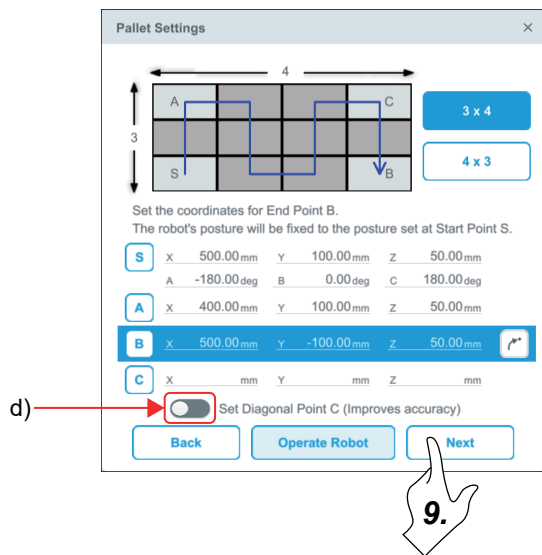 Pallet Settings ×
4
3
A C
S B
3 x 4
4 x 3
Set the coordinates for End Point B.
The robot's posture will be fixed to the posture set at Start Point S.
S X 500.00 mm Y 100.00 mm Z 50.00 mm
A -180.00 deg B 0.00 deg C 180.00 deg
A X 400.00 mm Y 100.00 mm Z 50.00 mm
B X 500.00 mm Y -100.00 mm Z 50.00 mm
C X mm Y mm Z mm
d) Set Diagonal Point C (Improves accuracy)
Back Operate Robot Next
9.